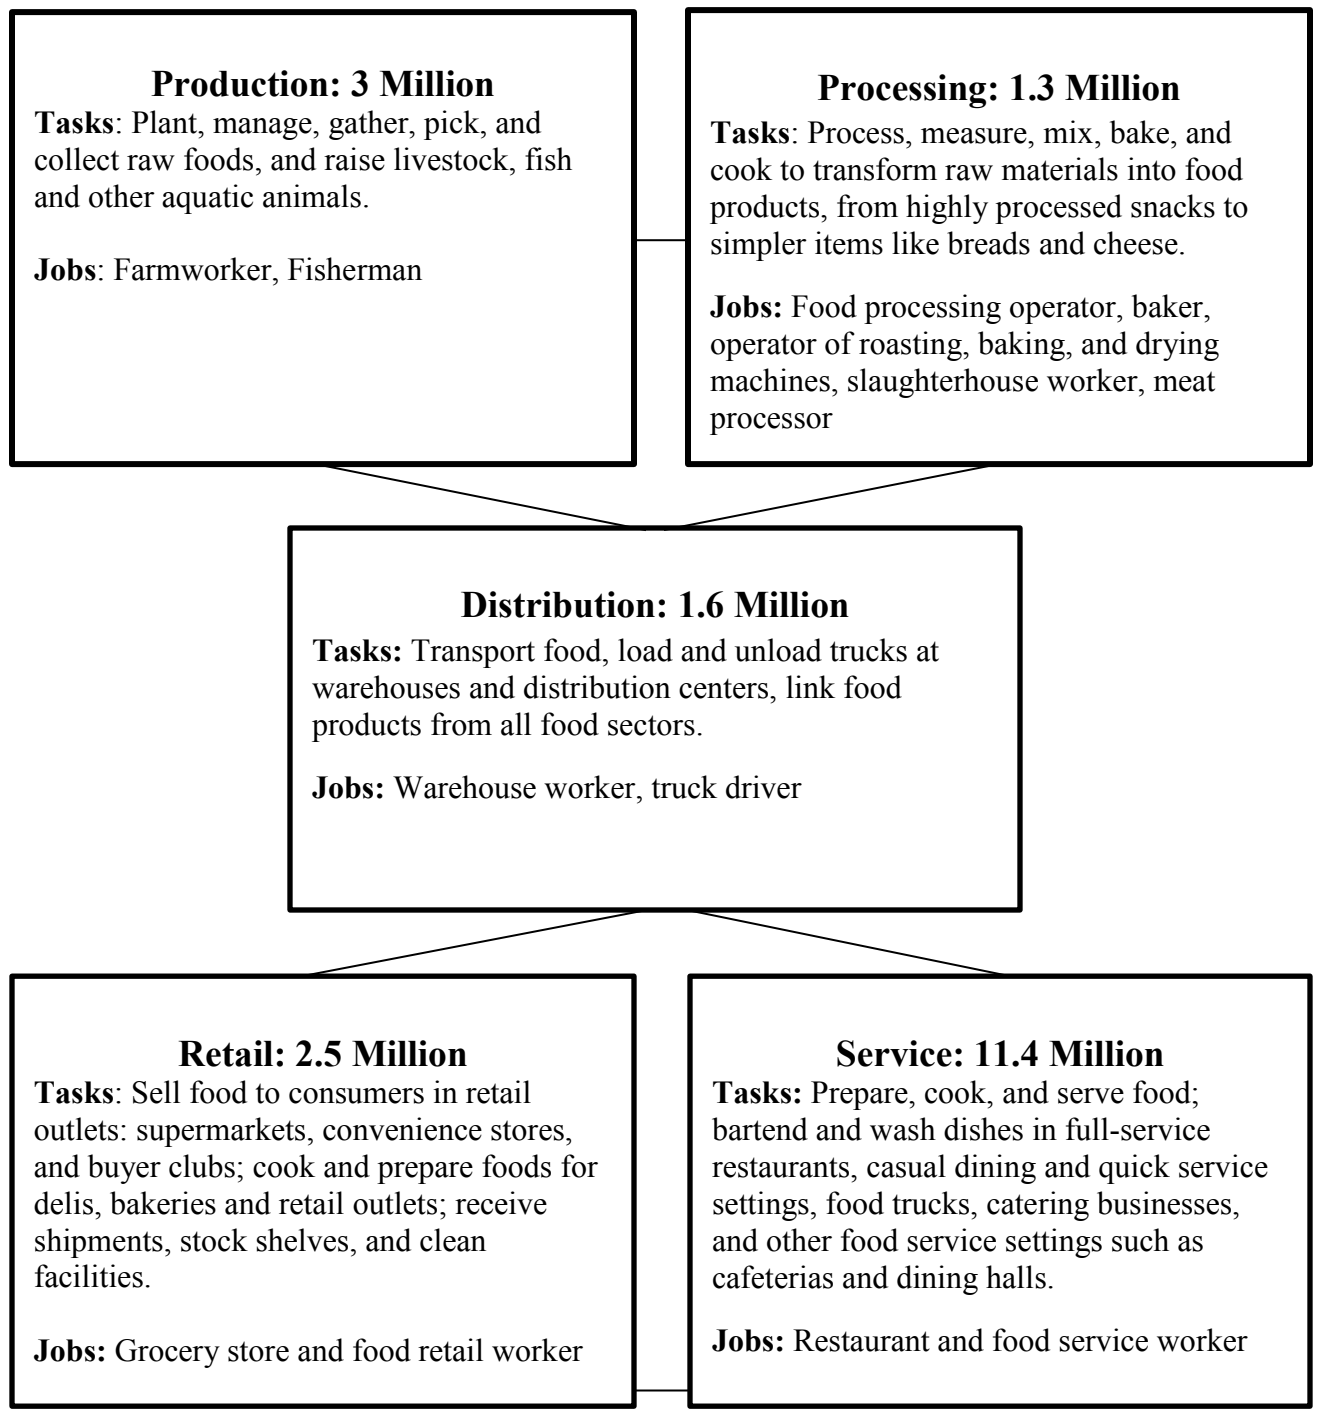 Production: 3 Million
Tasks: Plant, manage, gather, pick, and
collect raw foods, and raise livestock, fish
and other aquatic animals.
Jobs: Farmworker, Fisherman
Processing: 1.3 Million
Tasks: Process, measure, mix, bake, and
cook to transform raw materials into food
products, from highly processed snacks to
simpler items like breads and cheese.
Jobs: Food processing operator, baker,
operator of roasting, baking, and drying
machines, slaughterhouse worker, meat
processor
Distribution: 1.6 Million
Tasks: Transport food, load and unload trucks at
warehouses and distribution centers, link food
products from all food sectors.
Jobs: Warehouse worker, truck driver
Retail: 2.5 Million
Tasks: Sell food to consumers in retail
outlets: supermarkets, convenience stores,
and buyer clubs; cook and prepare foods for
delis, bakeries and retail outlets; receive
shipments, stock shelves, and clean
facilities.
Jobs: Grocery store and food retail worker
Service: 11.4 Million
Tasks: Prepare, cook, and serve food;
bartend and wash dishes in full-service
restaurants, casual dining and quick service
settings, food trucks, catering businesses,
and other food service settings such as
cafeterias and dining halls.
Jobs: Restaurant and food service worker